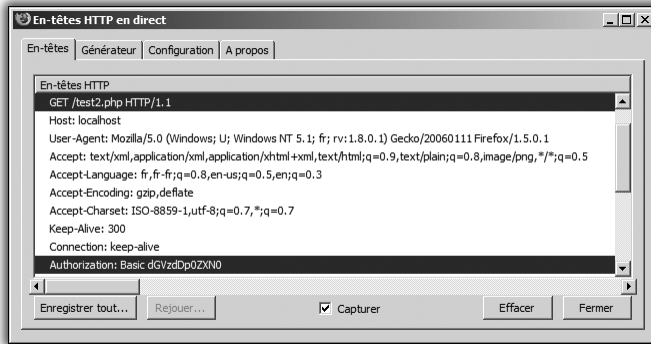 En-têtes HTTP en direct
En-têtes Générateur Configuration A propos
En-têtes HTTP
GET /test2.php HTTP/1.1
Host: localhost
User-Agent: Mozilla/5.0 (Windows; U; Windows NT 5.1; fr; rv:1.8.0.1) Gecko/20060111 Firefox/1.5.0.1
Accept: text/xml,application/xml,application/xhtml+xml,text/html;q=0.9,text/plain;q=0.8,image/png,*/*;q=0.5
Accept-Language: fr,fr-fr;q=0.8,en-us;q=0.5,en;q=0.3
Accept-Encoding: gzip,deflate
Accept-Charset: ISO-8859-1,utf-8;q=0.7,*;q=0.7
Keep-Alive: 300
Connection: keep-alive
Authorization: Basic dGVzdDp0ZXN0
Enregistrer tout... Rejouer... Capturer Effacer Fermer